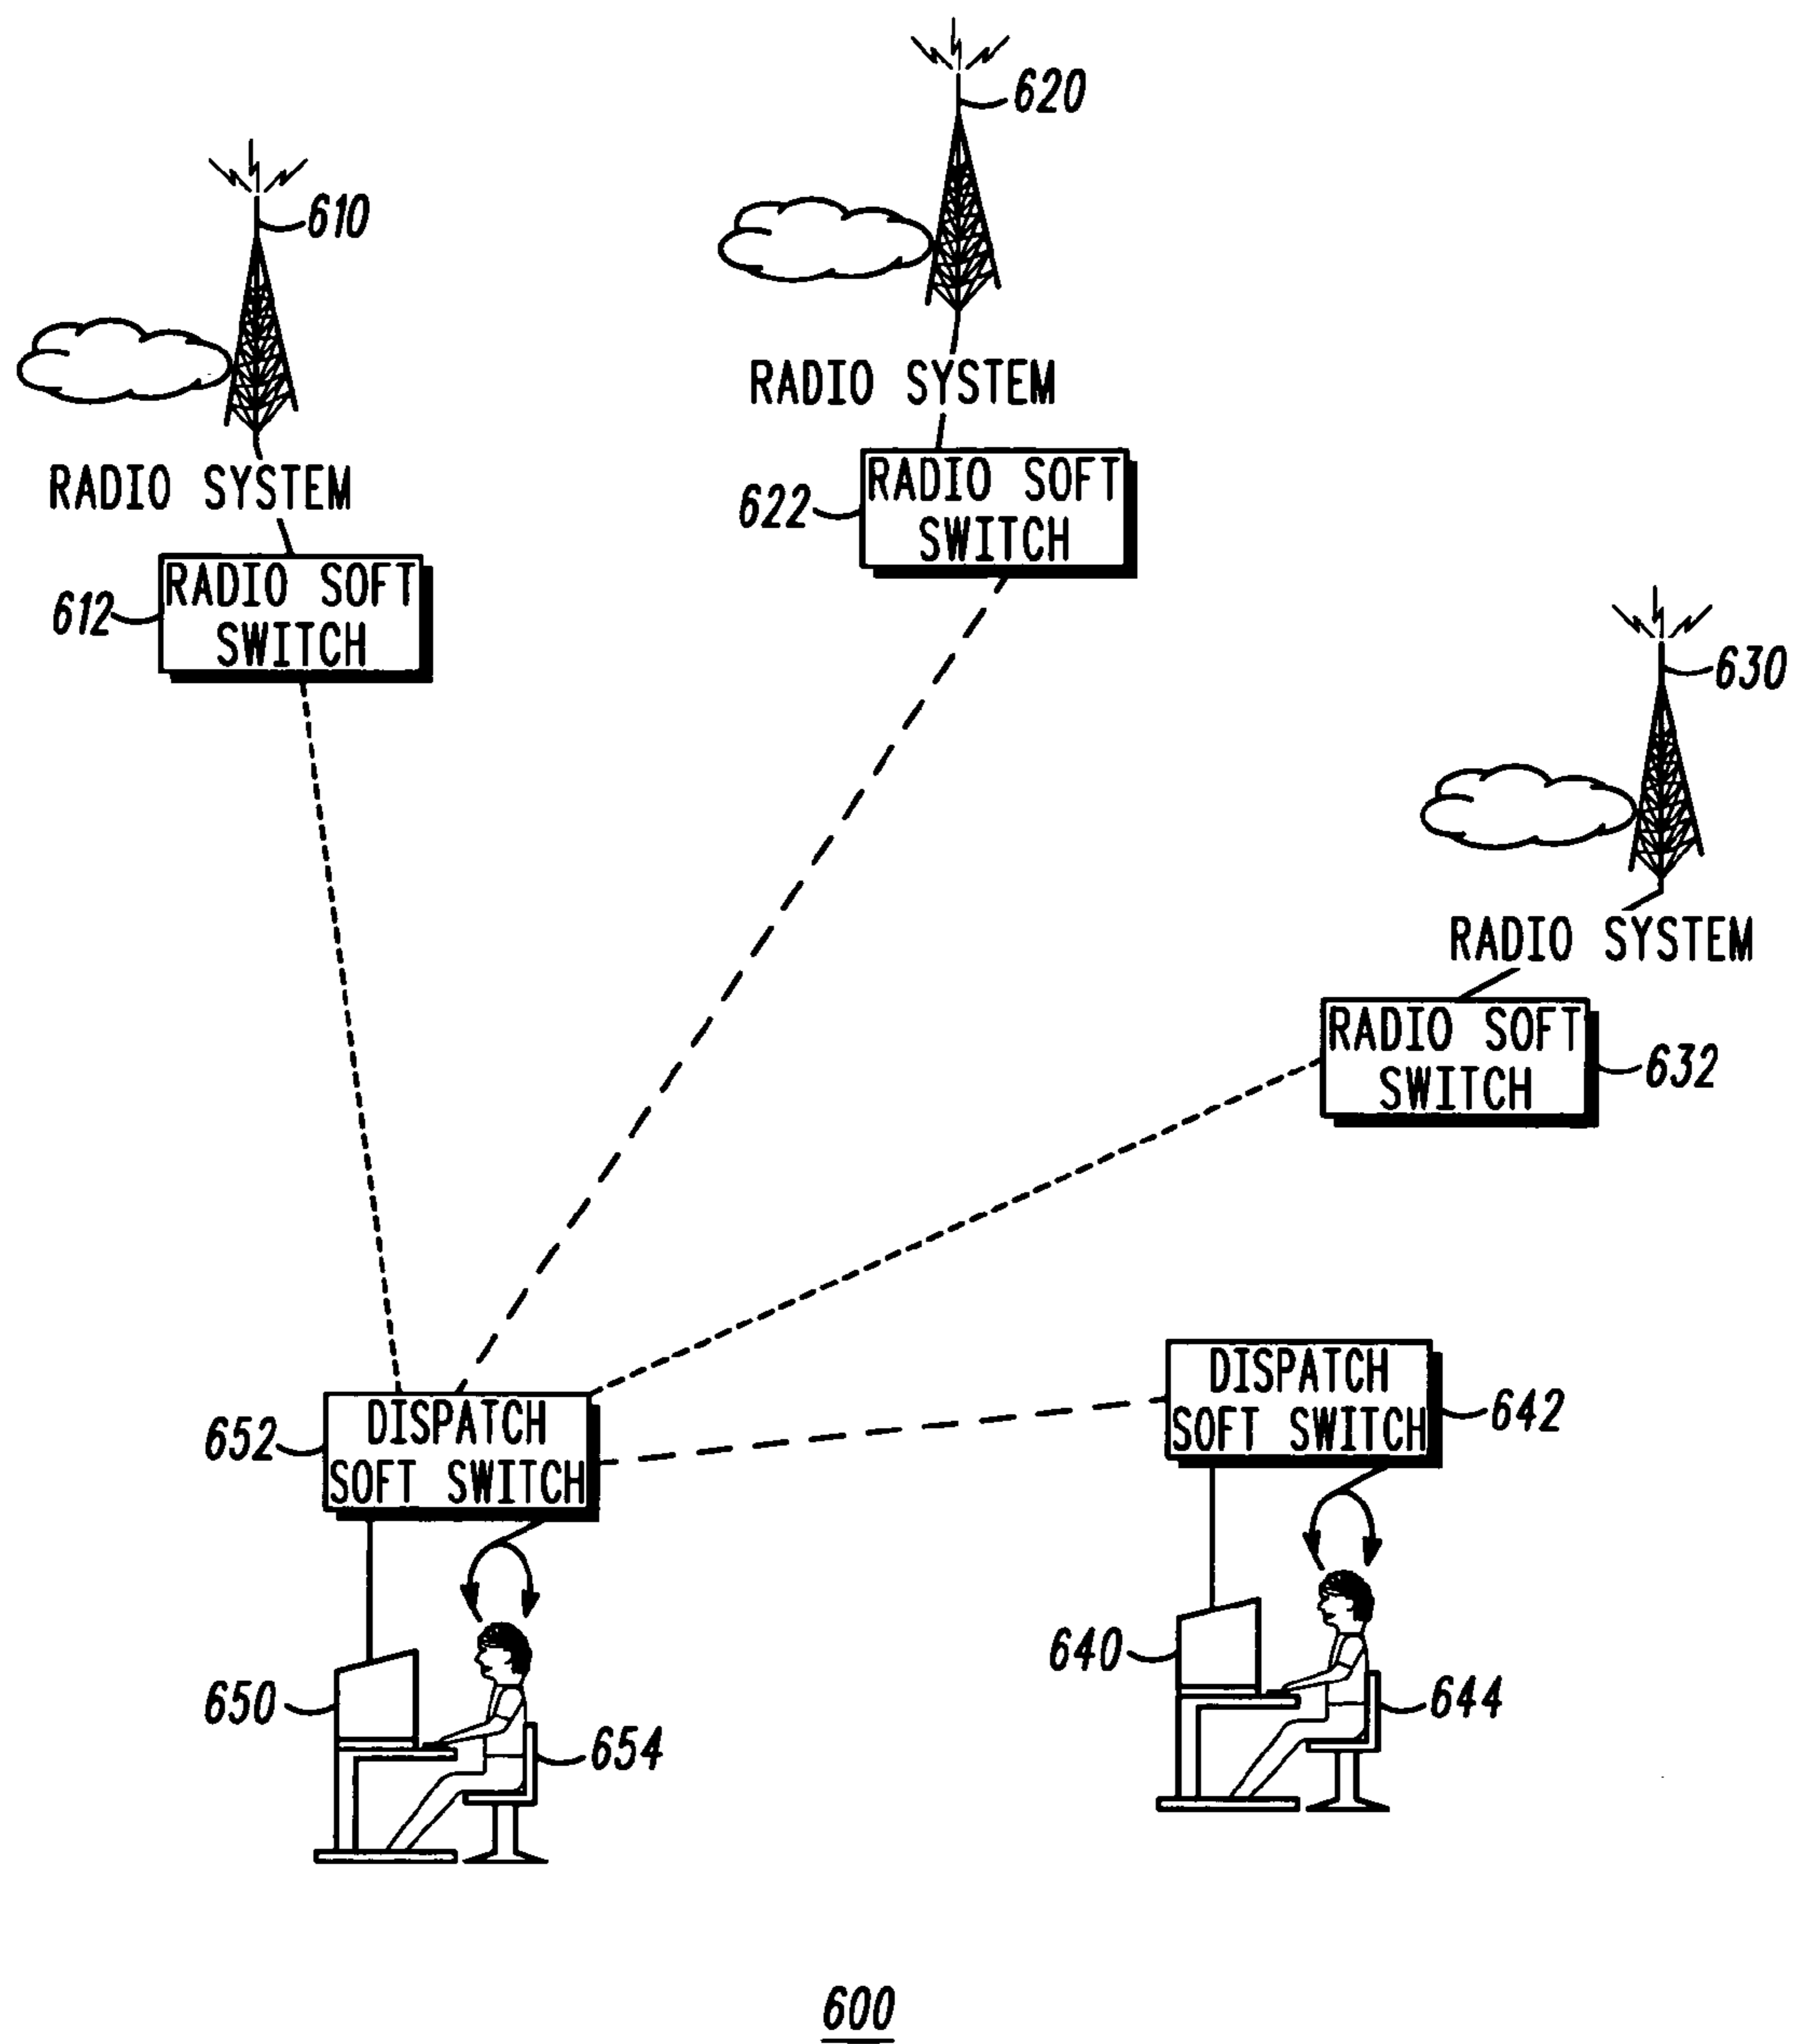 620
610
RADIO SYSTEM
RADIO SYSTEM
622
RADIO SOFT
SWITCH
612
RADIO SOFT
SWITCH
630
RADIO SYSTEM
RADIO SOFT
SWITCH
632
DISPATCH
SOFT SWITCH
642
652
DISPATCH
SOFT SWITCH
640
644
650
654
600